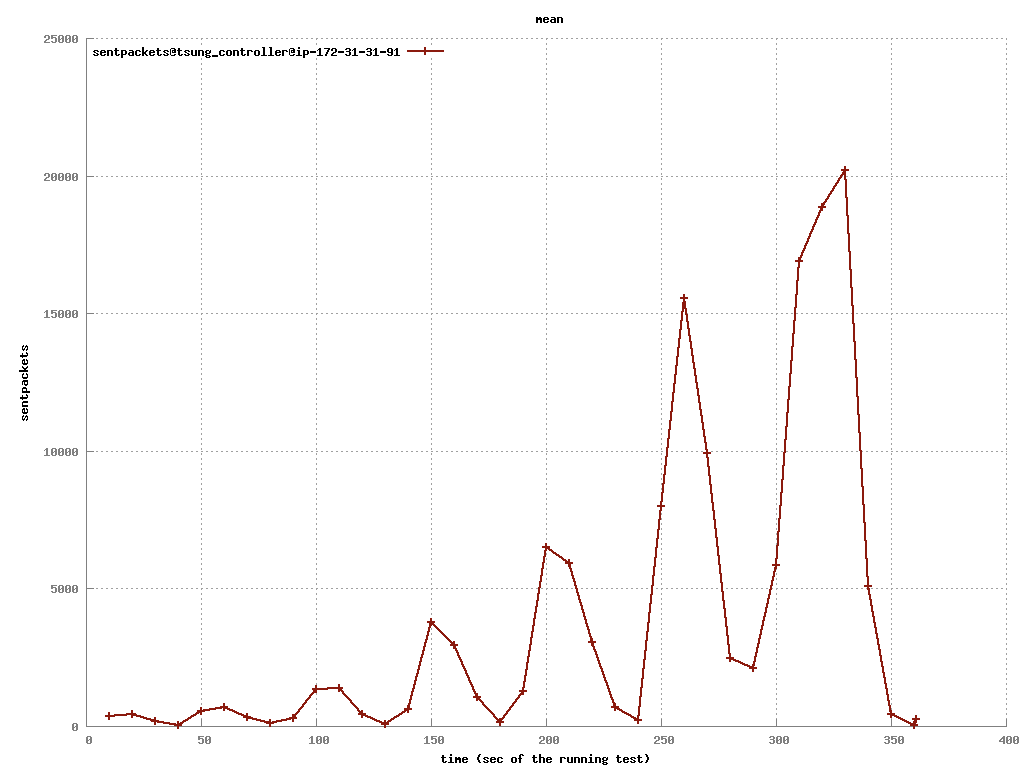 mean
25000
sentpackets@tsung_controller@ip-172-31-31-91
20000
15000
sentpackets
10000
5000
0
0 50 100 150 200 250 300 350 400
time (sec of the running test)